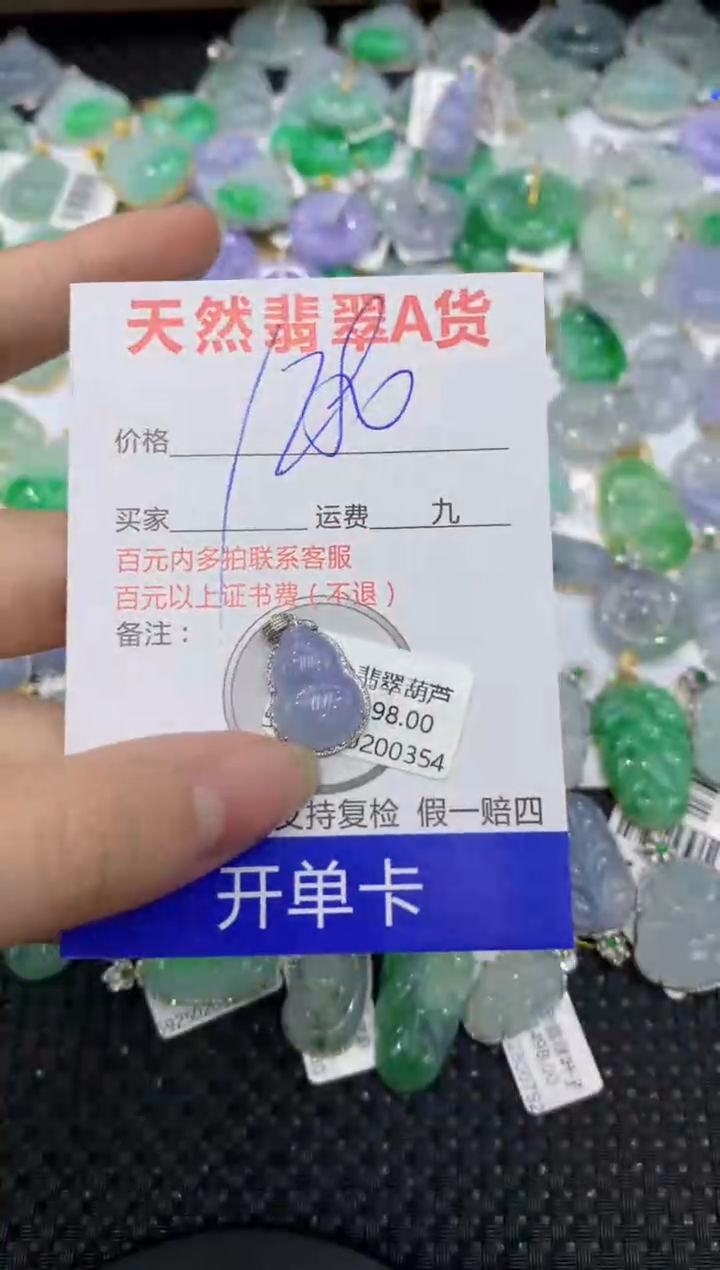 天然翡翠A货
价格
买家 运费 九
百元内多拍联系客服
百元以上证书费（不退）
备注：
翡翠葫芦
98.00
0200354
支持复检 假一赔四
开单卡